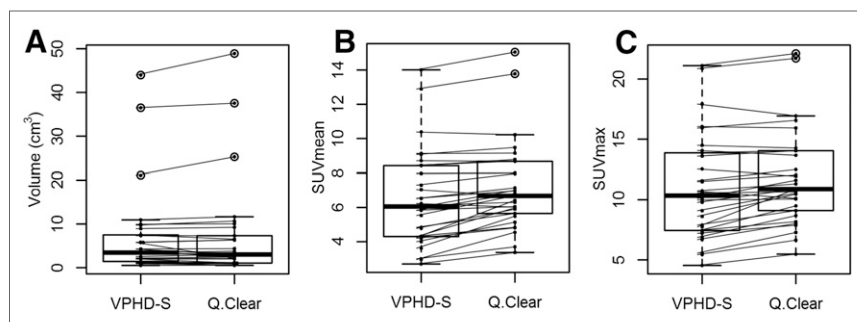 A
Volume (cm³)
50
40
30
20
10
0
VPHD-S Q.Clear
B
SUVmean
14
12
10
8
6
4
VPHD-S Q.Clear
C
SUVmax
20
15
10
5
VPHD-S Q.Clear